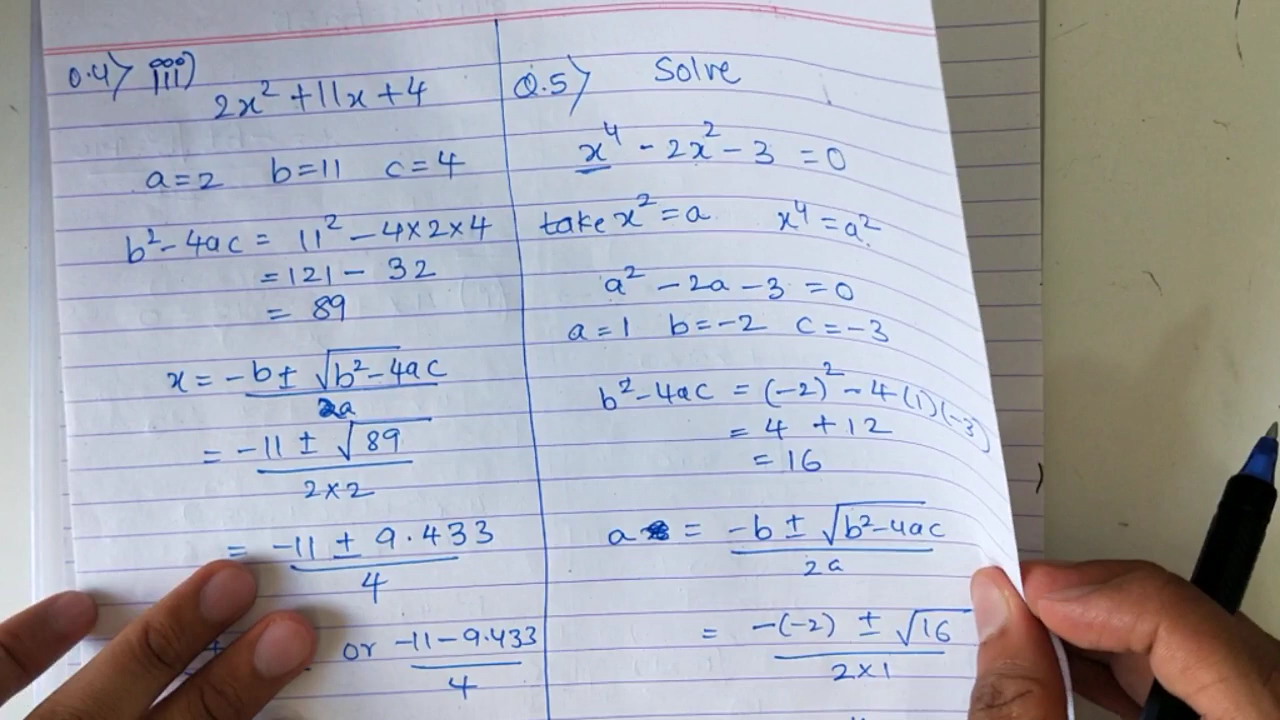 Q.4> iii)
2x² + 11x + 4
a = 2 b = 11 c = 4
b² - 4ac = 11² - 4×2×4
= 121 - 32
= 89
x = -b ± √b² - 4ac
2a
= -11 ± √89
2×2
= -11 ± 9.433
4
or -11 - 9.433
4
Q.5> Solve
x⁴ - 2x² - 3 = 0
take x² = a x⁴ = a².
a² - 2a - 3 = 0
a = 1 b = -2 c = -3
b² - 4ac = (-2)² - 4(1)(-3)
= 4 + 12
= 16
a = -b ± √b² - 4ac
2a
= -(-2) ± √16
2×1